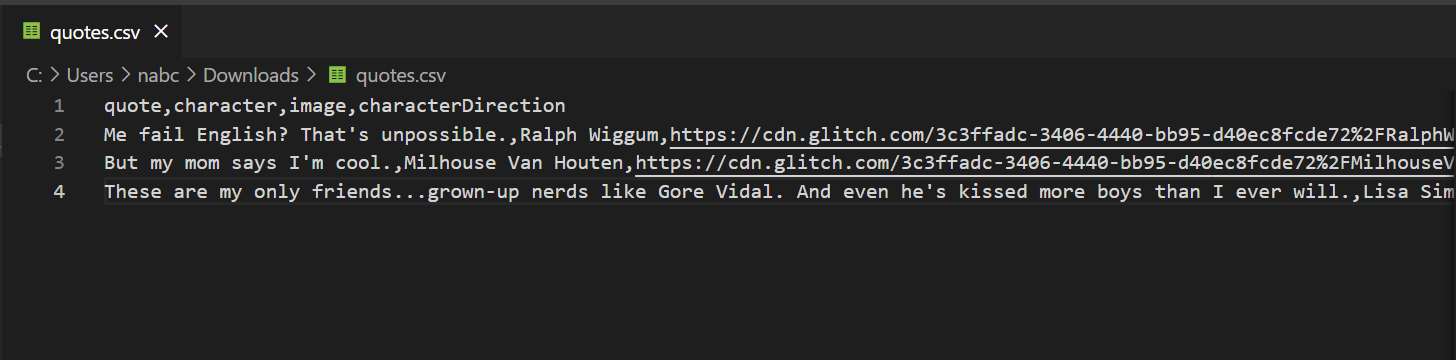 quotes.csv
C: > Users > nabc > Downloads > quotes.csv
1 quote,character,image,characterDirection
2 Me fail English? That's unpossible.,Ralph Wiggum,https://cdn.glitch.com/3c3ffadc-3406-4440-bb95-d40ec8fcde72%2FRalphW
3 But my mom says I'm cool.,Milhouse Van Houten,https://cdn.glitch.com/3c3ffadc-3406-4440-bb95-d40ec8fcde72%2FMilhouseV
4 These are my only friends...grown-up nerds like Gore Vidal. And even he's kissed more boys than I ever will.,Lisa Sim